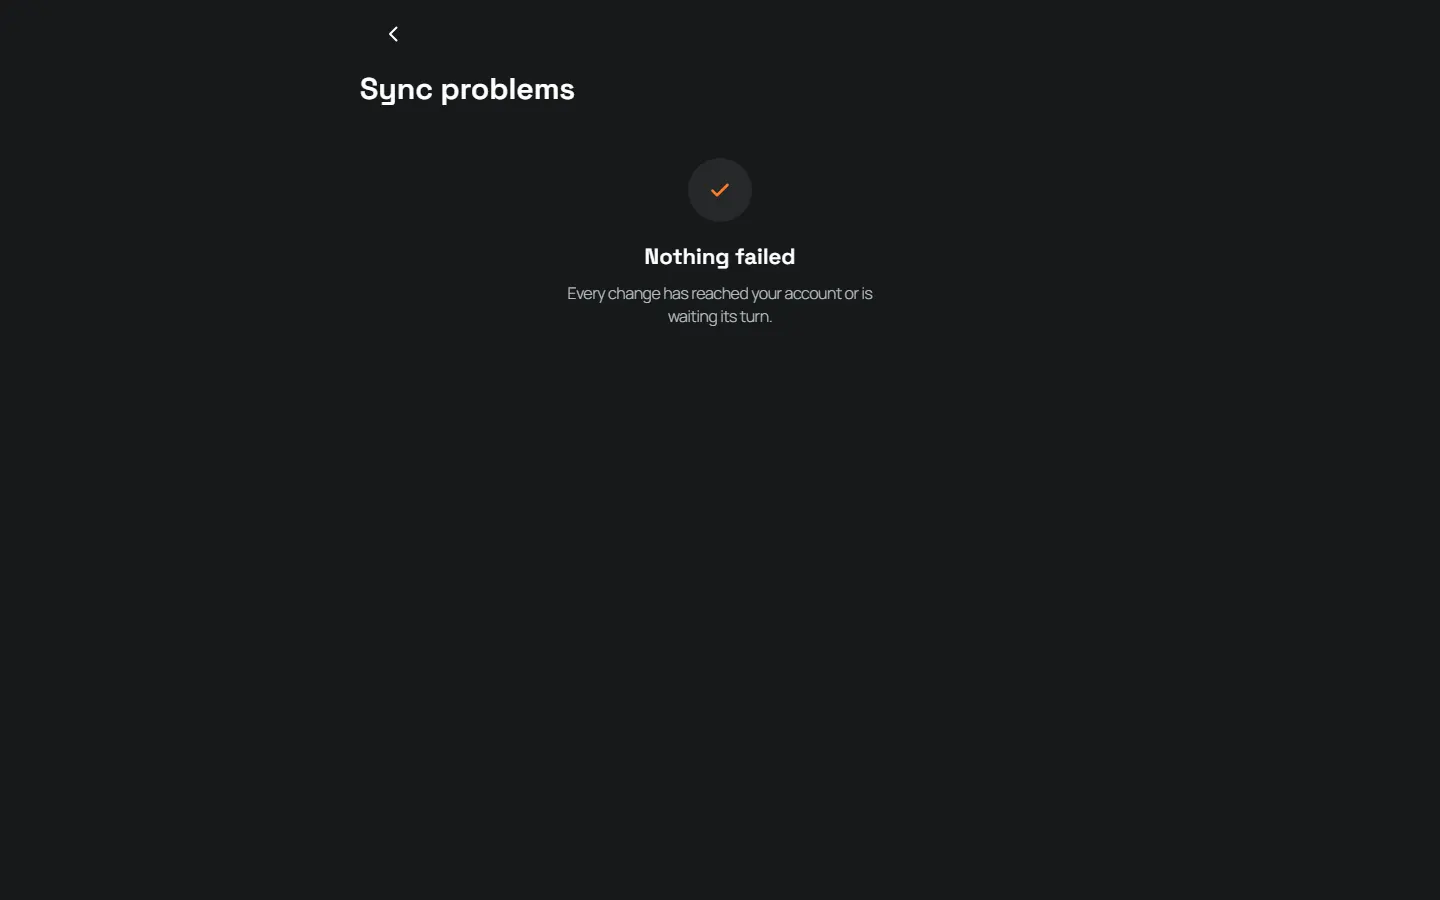 Sync problems
Nothing failed
Every change has reached your account or is
waiting its turn.